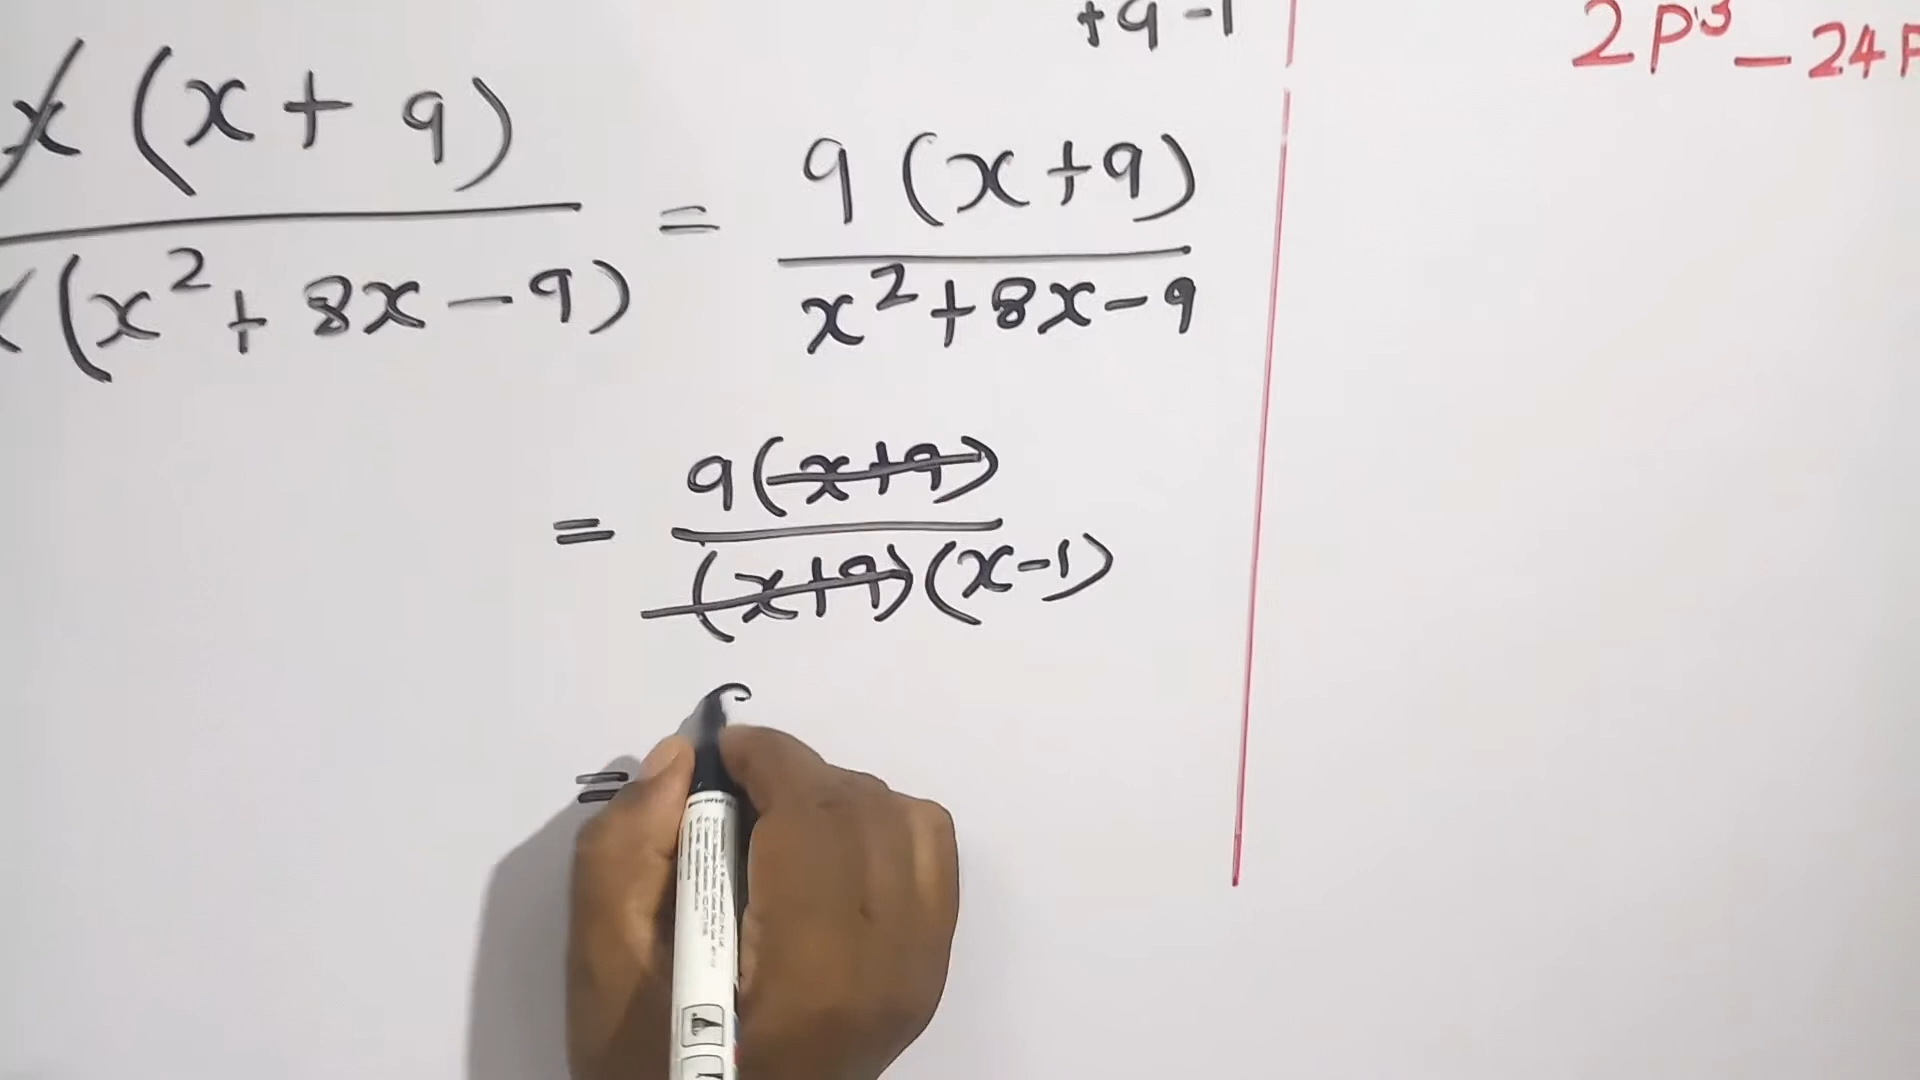 +9 -1
2p³ - 24p
x (x + 9) / (x² + 8x - 9) = 9 (x+9) / x² + 8x - 9
= 9(x+9) / (x+9)(x-1)
=